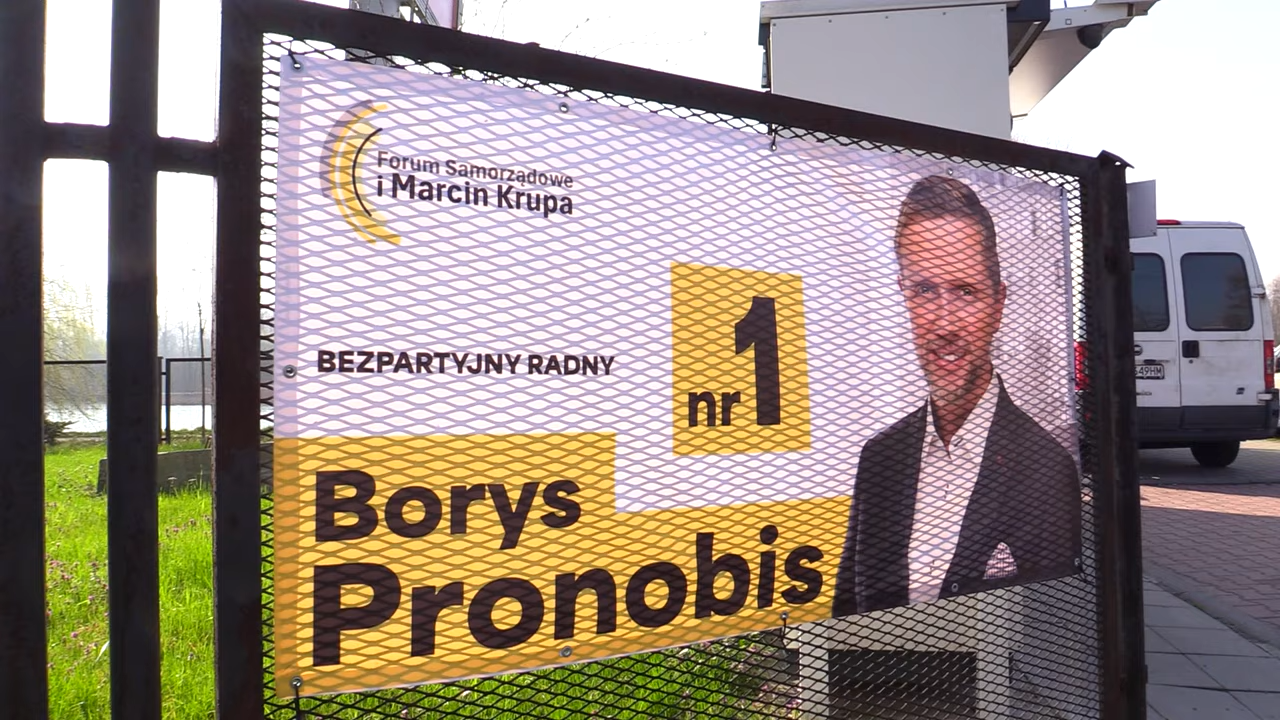 Forum Samorządowe
i Marcin Krupa
BEZPARTYJNY RADNY
nr 1
Borys
Pronobis